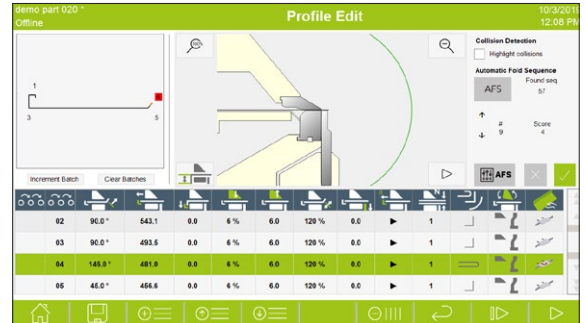 demo part 020 *
Offline
Profile Edit
10/3/2019
12:08 PM
100%
Collision Detection
Highlight collisions
Automatic Fold Sequence
AFS
Found seq.
57
#
9
Score
4
1
3
5
Increment Batch
Clear Batches
AFS
02 90.0 ° 543.1 0.0 6 % 6.0 120 % 0.0 1
03 90.0 ° 493.5 0.0 6 % 6.0 120 % 0.0 1
04 145.0 ° 481.0 0.0 6 % 6.0 120 % 0.0 1
05 45.0 ° 456.6 0.0 6 % 6.0 120 % 0.0 1